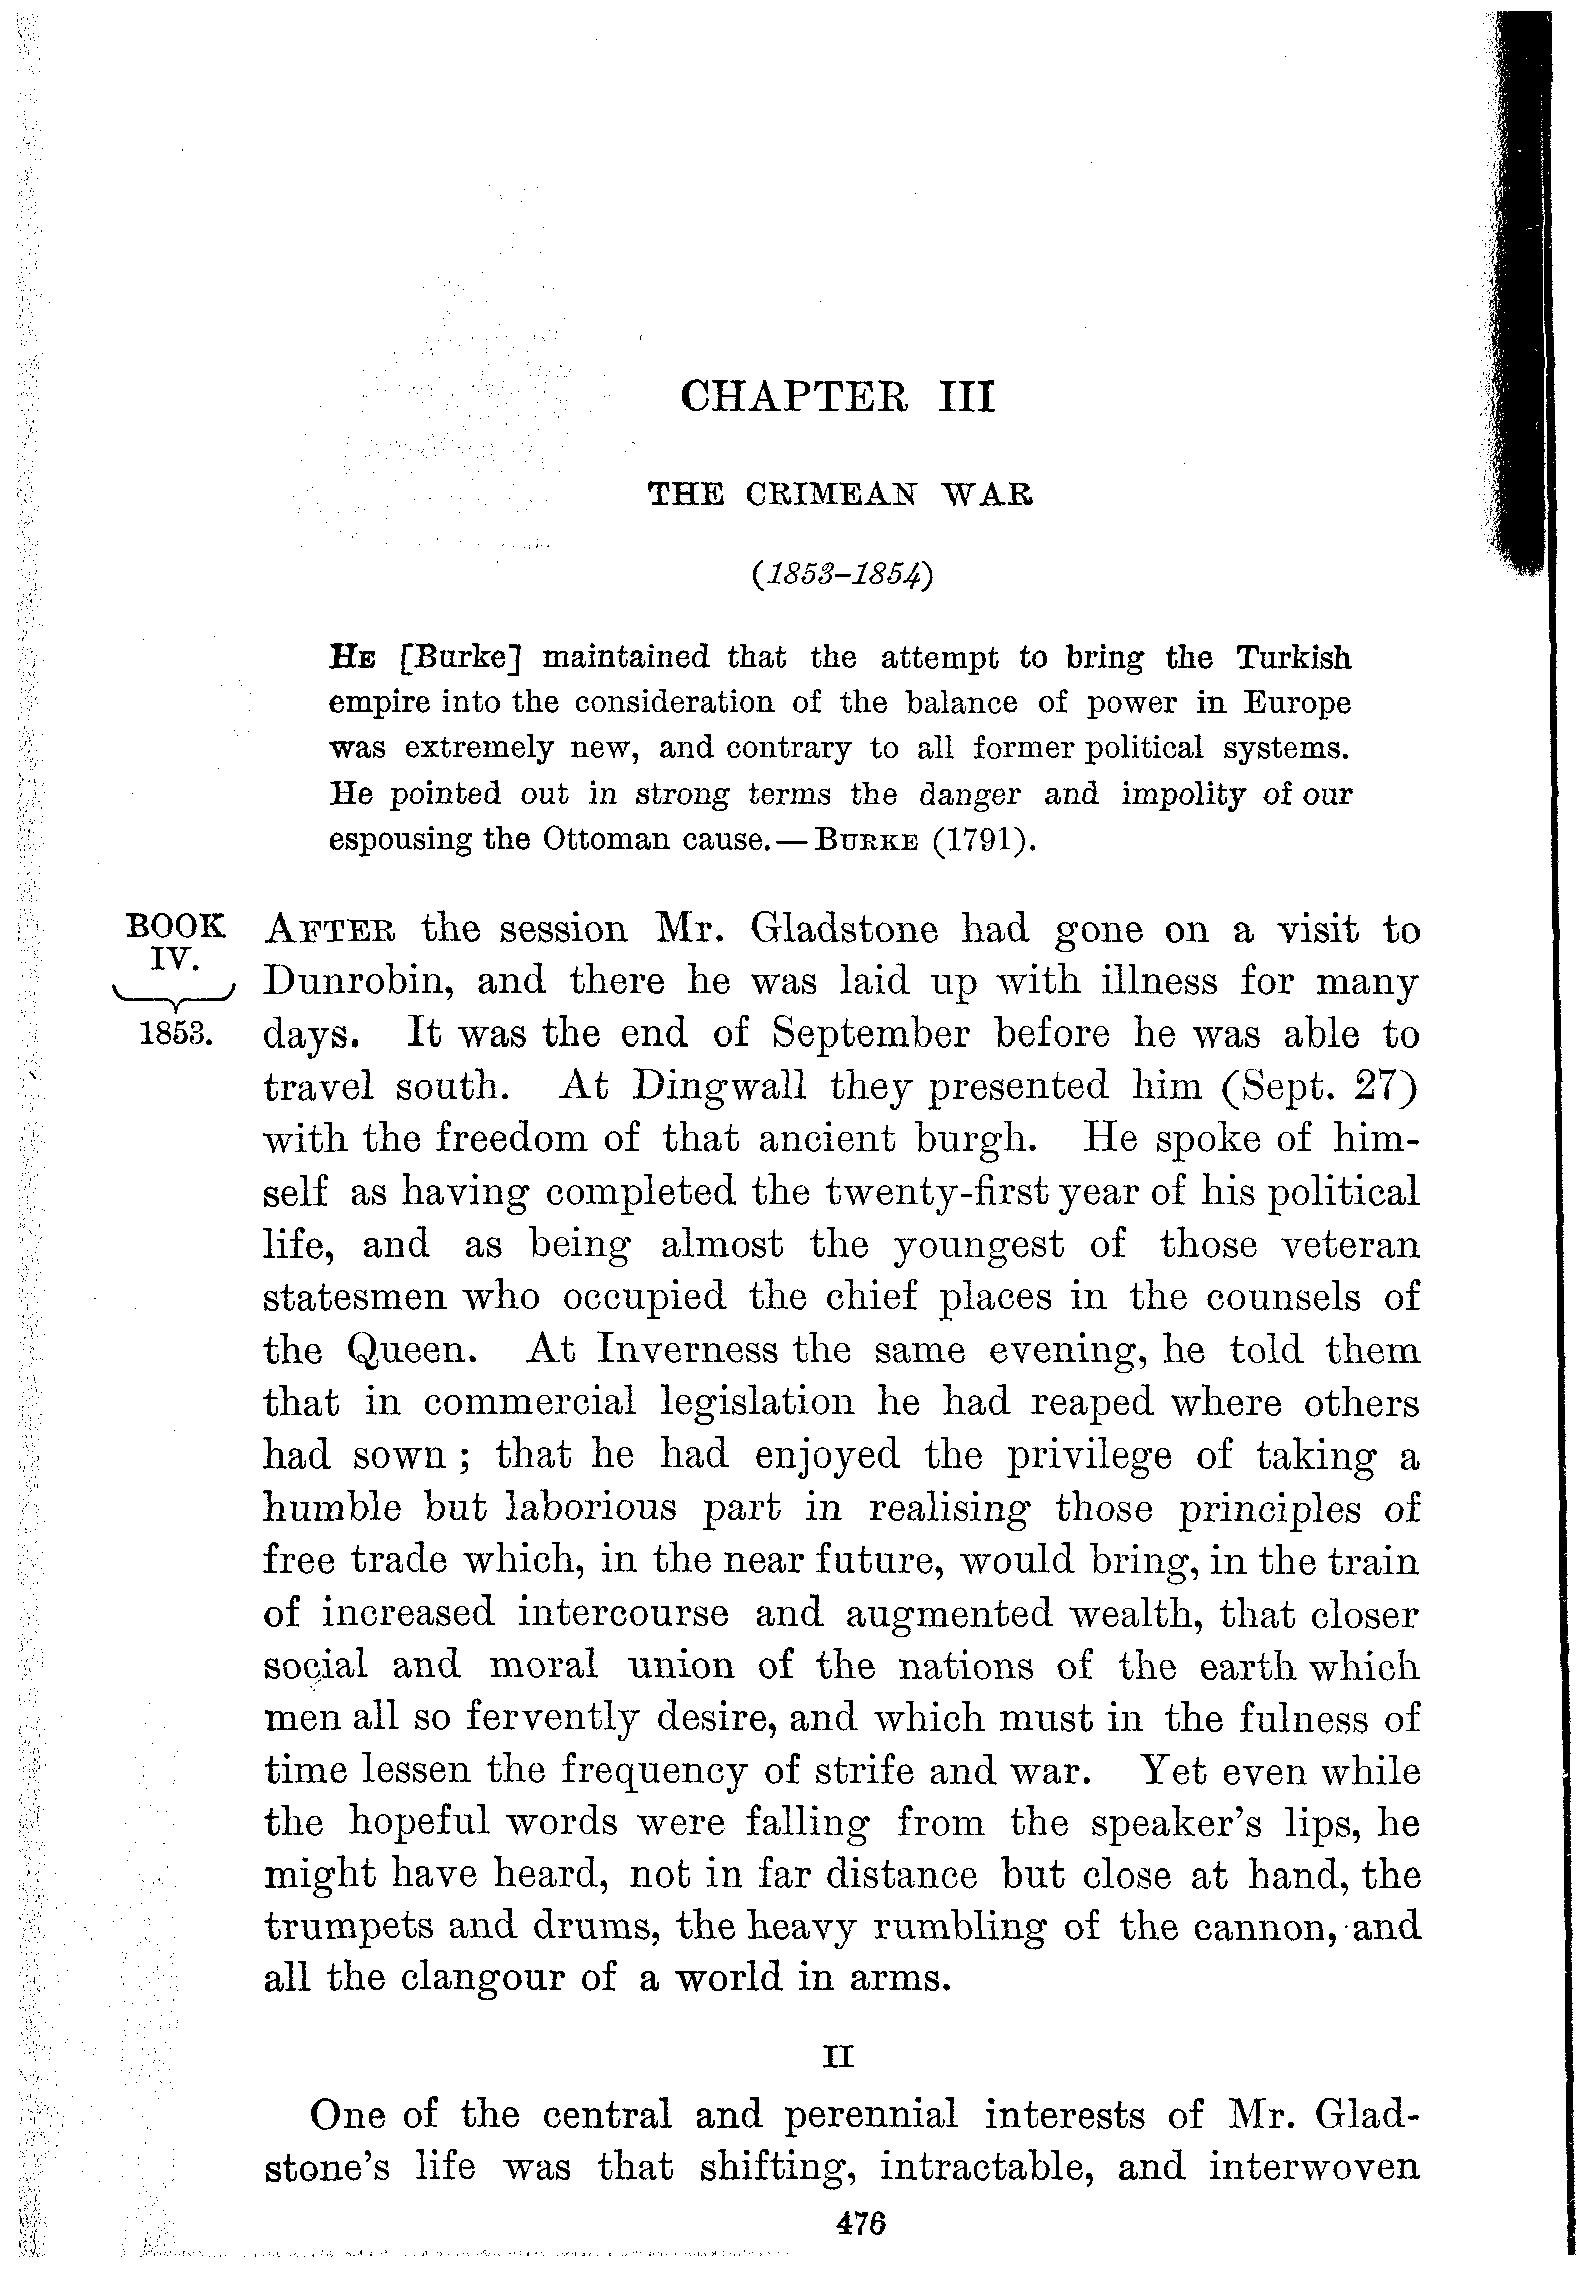 CHAPTER III
THE CRIMEAN WAR
(1853–1854)
HE [Burke] maintained that the attempt to bring the Turkish
empire into the consideration of the balance of power in Europe
was extremely new, and contrary to all former political systems.
He pointed out in strong terms the danger and impolity of our
espousing the Ottoman cause.—BURKE (1791).
BOOK
IV.
1853.
AFTER the session Mr. Gladstone had gone on a visit to
Dunrobin, and there he was laid up with illness for many
days. It was the end of September before he was able to
travel south. At Dingwall they presented him (Sept. 27)
with the freedom of that ancient burgh. He spoke of him-
self as having completed the twenty-first year of his political
life, and as being almost the youngest of those veteran
statesmen who occupied the chief places in the counsels of
the Queen. At Inverness the same evening, he told them
that in commercial legislation he had reaped where others
had sown ; that he had enjoyed the privilege of taking a
humble but laborious part in realising those principles of
free trade which, in the near future, would bring, in the train
of increased intercourse and augmented wealth, that closer
social and moral union of the nations of the earth which
men all so fervently desire, and which must in the fulness of
time lessen the frequency of strife and war. Yet even while
the hopeful words were falling from the speaker's lips, he
might have heard, not in far distance but close at hand, the
trumpets and drums, the heavy rumbling of the cannon, and
all the clangour of a world in arms.
II
One of the central and perennial interests of Mr. Glad-
stone's life was that shifting, intractable, and interwoven
476